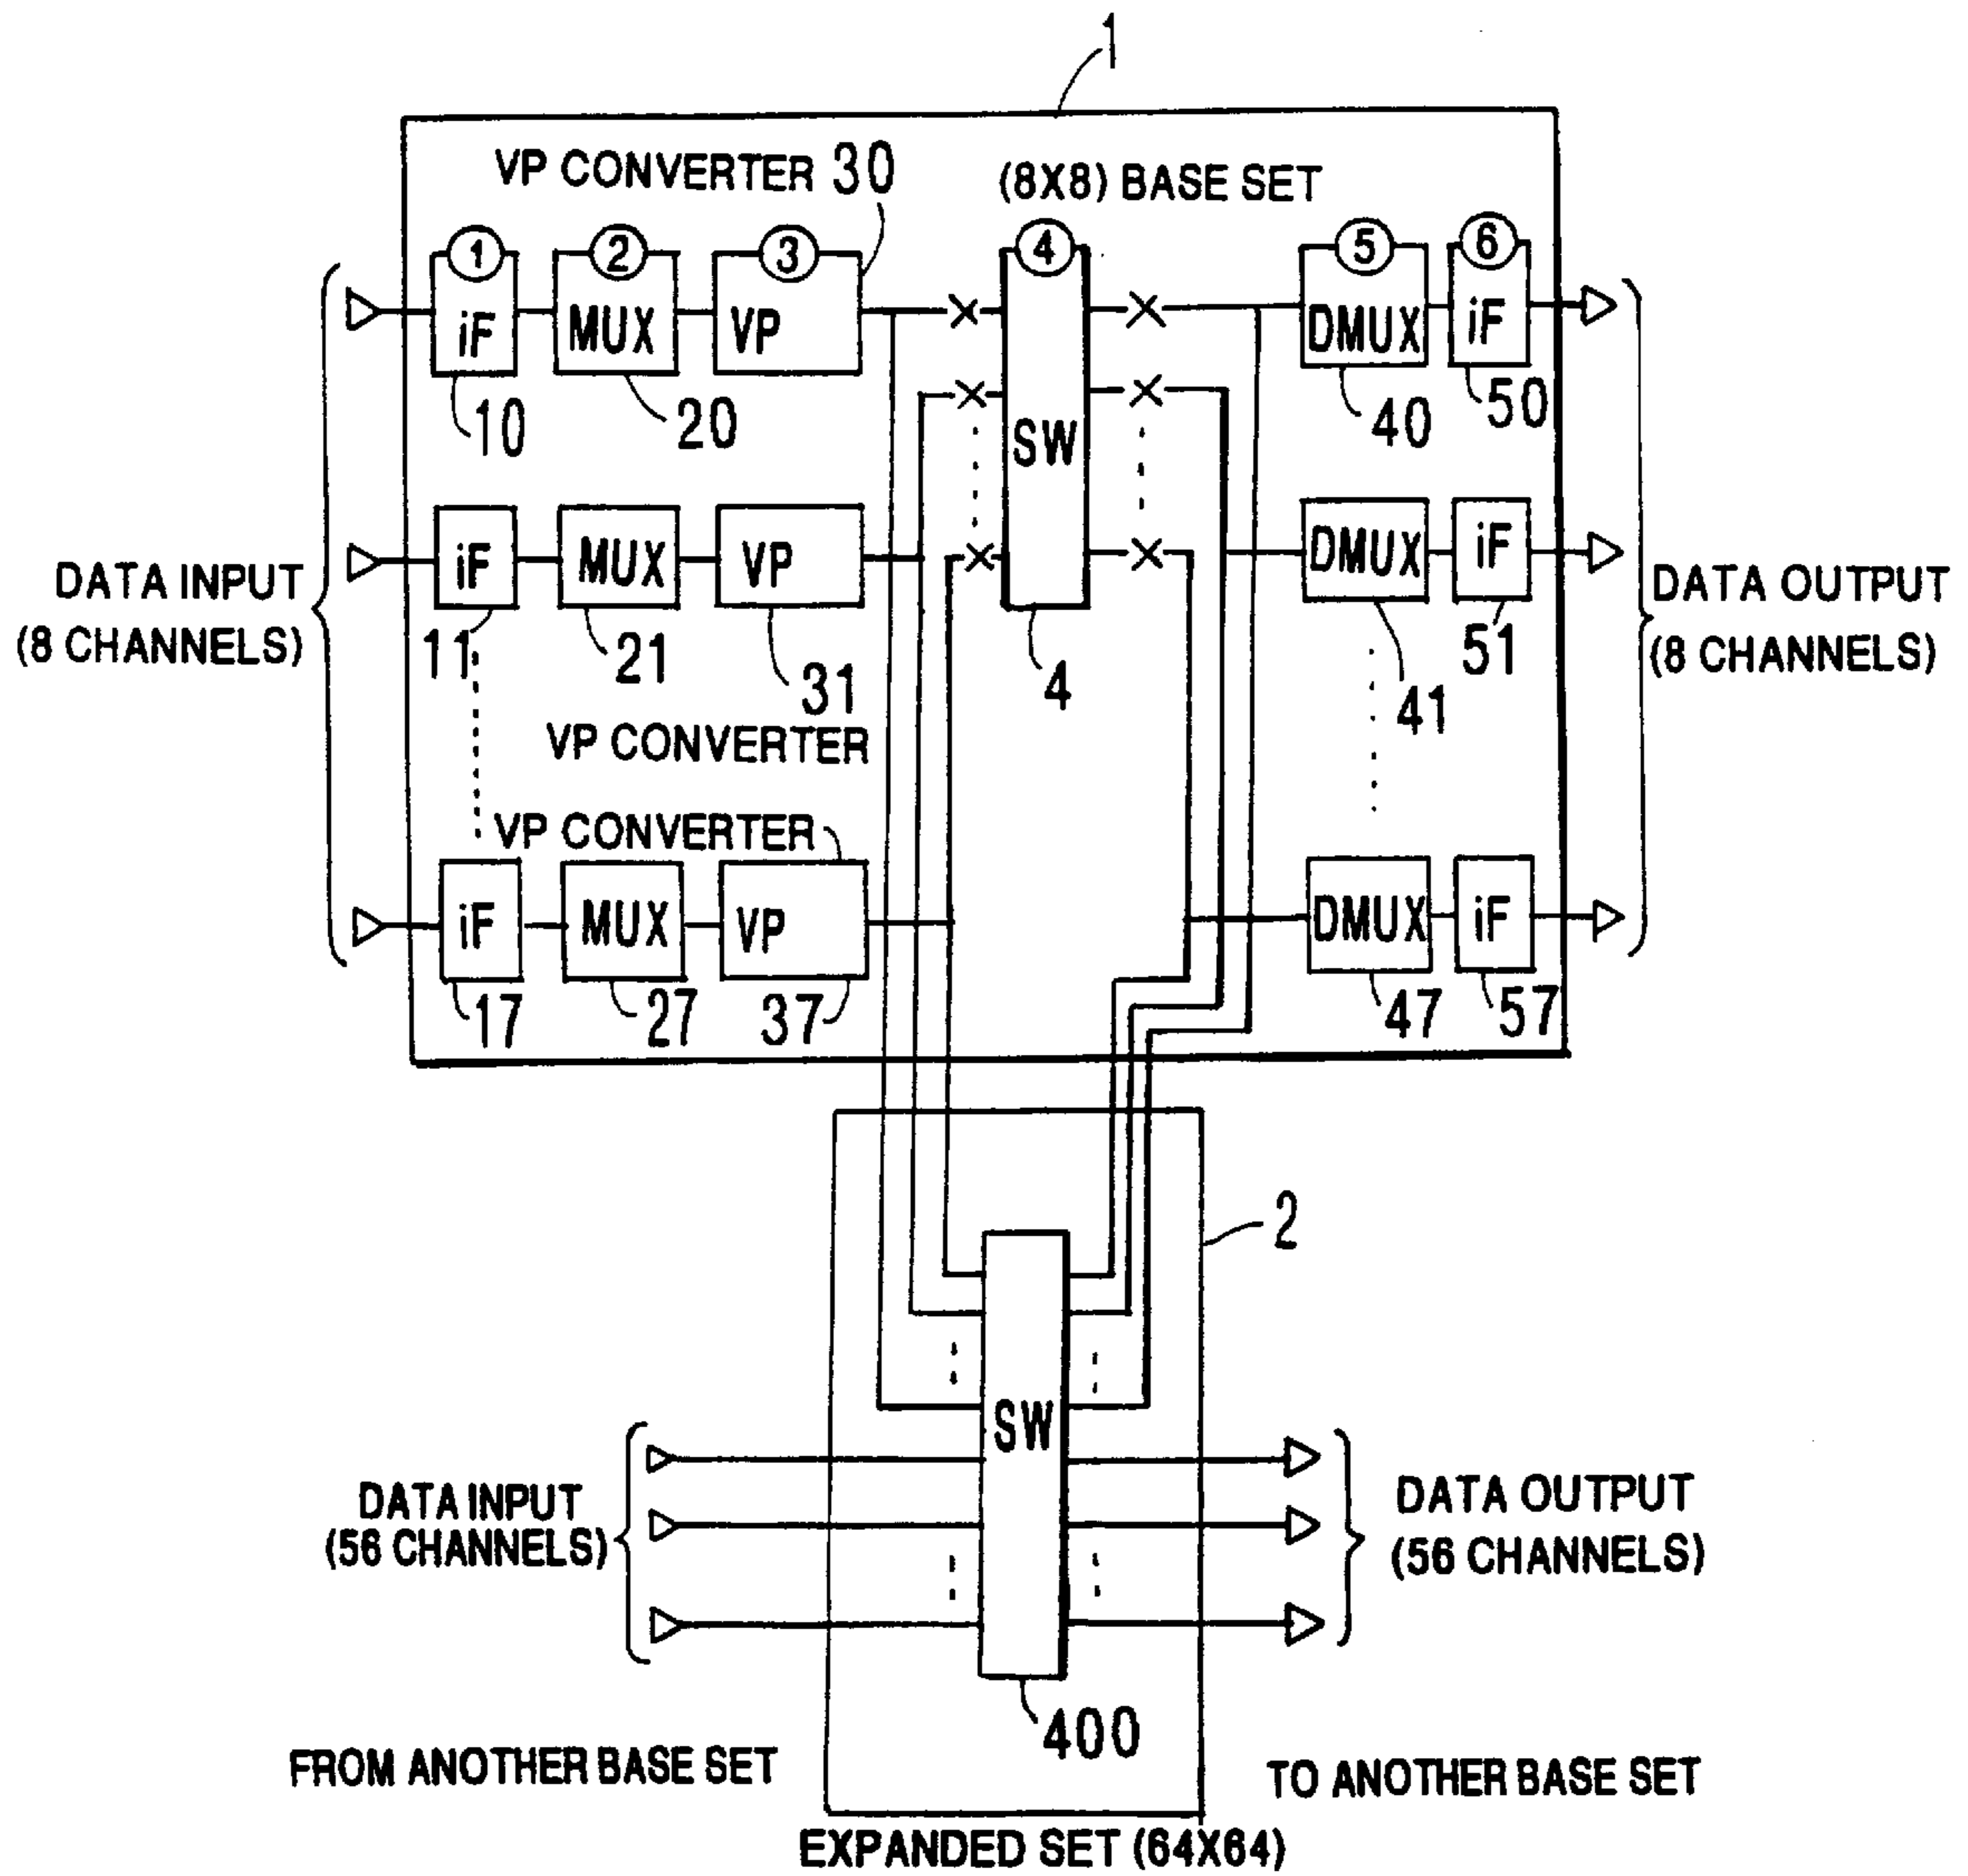 1
VP CONVERTER 30
(8X8) BASE SET
① ② ③ ④ ⑤ ⑥
iF MUX VP DMUX iF
10 20 SW 40 50
iF MUX VP DMUX iF
DATA INPUT
(8 CHANNELS)
DATA OUTPUT
(8 CHANNELS)
11 21 31 4 41 51
VP CONVERTER
VP CONVERTER
iF MUX VP DMUX iF
17 27 37 47 57
2
SW
DATA INPUT
(56 CHANNELS)
DATA OUTPUT
(56 CHANNELS)
400
FROM ANOTHER BASE SET
TO ANOTHER BASE SET
EXPANDED SET (64X64)